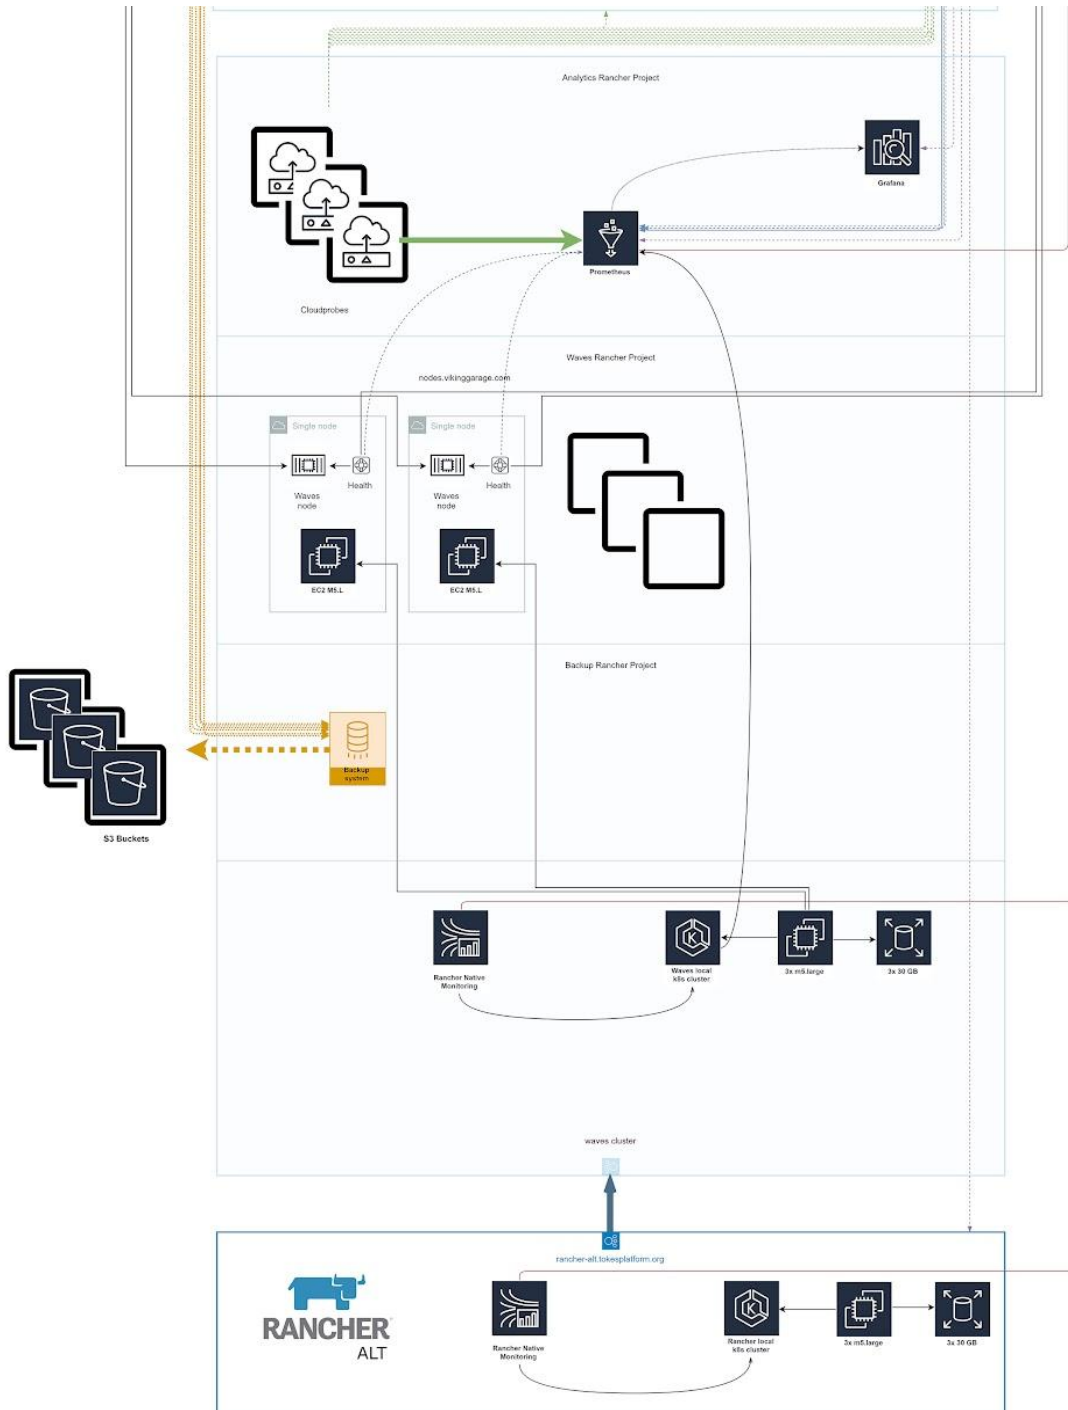 Analytics Rancher Project
Grafana
Prometheus
Cloudprobes
Waves Rancher Project
nodes.vikinggarage.com
Single node
Single node
Waves
node
Health
Waves
node
Health
EC2 M5.L
EC2 M5.L
Backup Rancher Project
Backup
system
S3 Buckets
Rancher Native
Monitoring
Waves local
k8s cluster
3x m5.large
3x 30 GB
waves cluster
rancher-alt.tokesplatform.org
RANCHER
ALT
Rancher Native
Monitoring
Rancher local
k8s cluster
3x m5.large
3x 30 GB